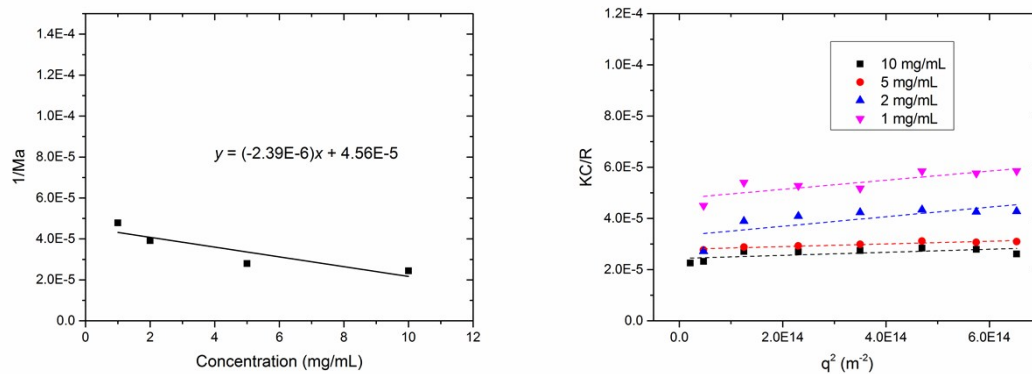 1.4E-4
1.2E-4
1.0E-4
8.0E-5
6.0E-5
4.0E-5
2.0E-5
0.0
1/Ma
y = (-2.39E-6)x + 4.56E-5
0 2 4 6 8 10 12
Concentration (mg/mL)
1.2E-4
1.0E-4
8.0E-5
6.0E-5
4.0E-5
2.0E-5
0.0
KC/R
10 mg/mL
5 mg/mL
2 mg/mL
1 mg/mL
0.0 2.0E14 4.0E14 6.0E14
q² (m⁻²)